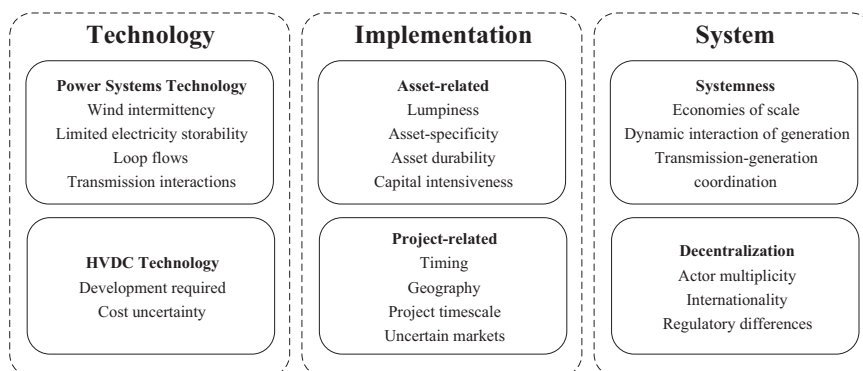 Technology
Power Systems Technology
Wind intermittency
Limited electricity storability
Loop flows
Transmission interactions
HVDC Technology
Development required
Cost uncertainty
Implementation
Asset-related
Lumpiness
Asset-specificity
Asset durability
Capital intensiveness
Project-related
Timing
Geography
Project timescale
Uncertain markets
System
Systemness
Economies of scale
Dynamic interaction of generation
Transmission-generation
coordination
Decentralization
Actor multiplicity
Internationality
Regulatory differences